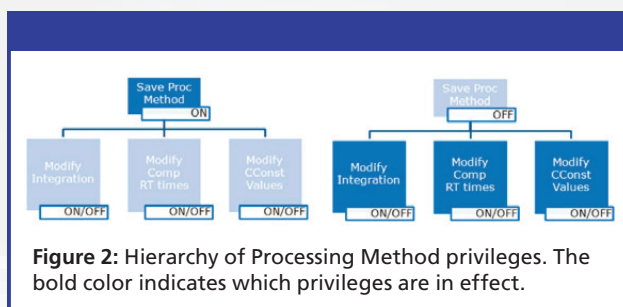 Save Proc
Method
ON
Modify
Integration
ON/OFF
Modify
Comp
RT times
ON/OFF
Modify
CConst
Values
ON/OFF
Save Proc
Method
OFF
Modify
Integration
ON/OFF
Modify
Comp
RT times
ON/OFF
Modify
CConst
Values
ON/OFF
Figure 2: Hierarchy of Processing Method privileges. The
bold color indicates which privileges are in effect.